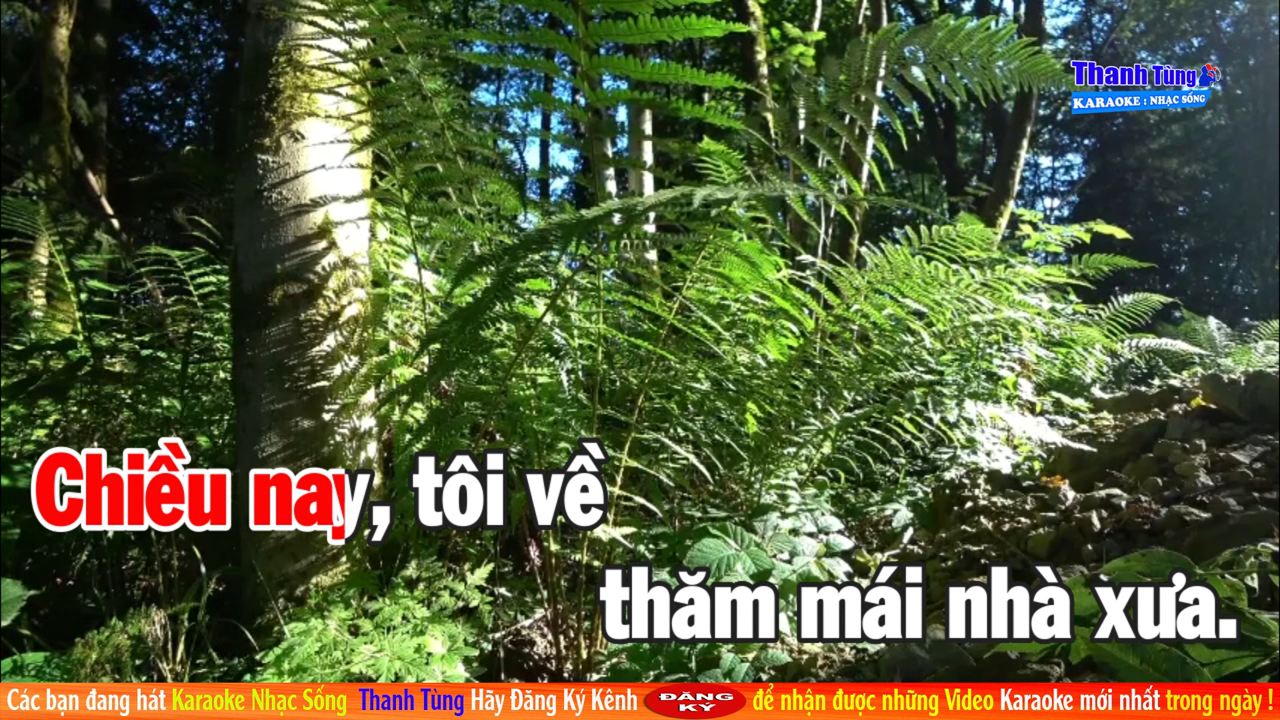 Thanh Tùng
KARAOKE : NHẠC SỐNG
Chiều nay, tôi về
thăm mái nhà xưa.
Các bạn đang hát Karaoke Nhạc Sống Thanh Tùng Hãy Đăng Ký Kênh ĐĂNG KÝ để nhận được những Video Karaoke mới nhất trong ngày !